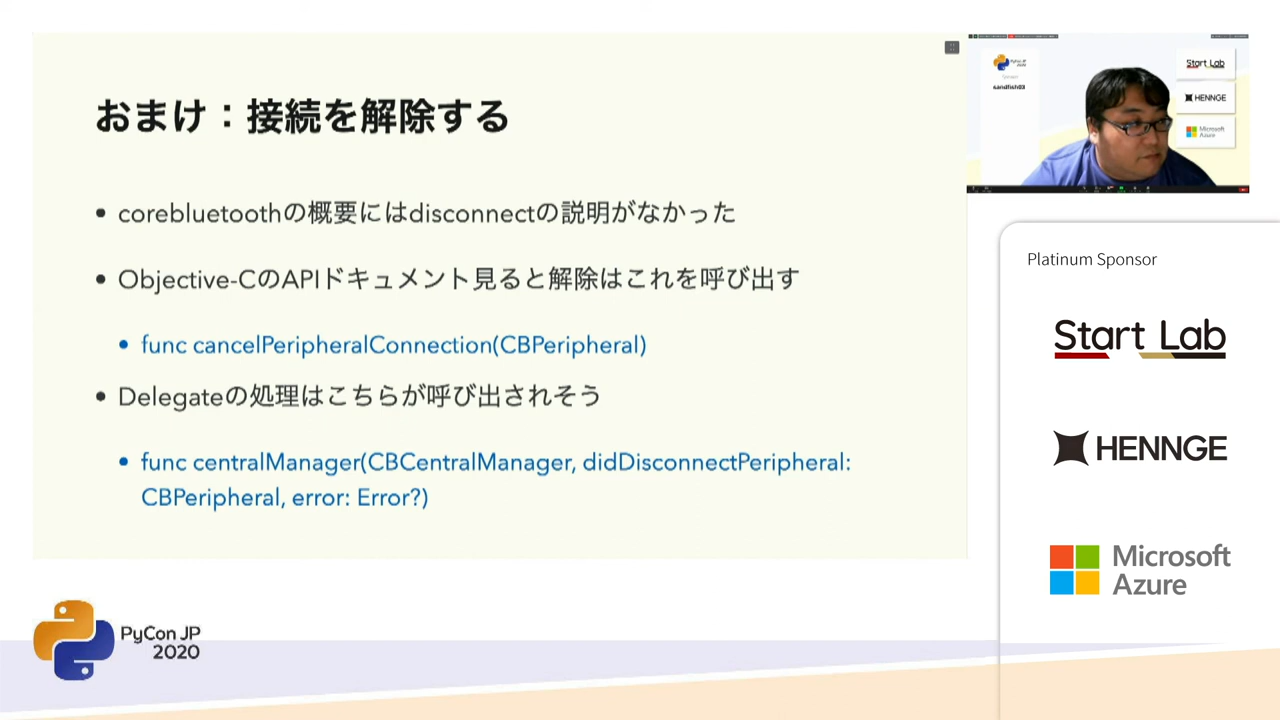 おまけ：接続を解除する
• corebluetoothの概要にはdisconnectの説明がなかった
• Objective-CのAPIドキュメント見ると解除はこれを呼び出す
• func cancelPeripheralConnection(CBPeripheral)
• Delegateの処理はこちらが呼び出されそう
• func centralManager(CBCentralManager, didDisconnectPeripheral:
CBPeripheral, error: Error?)
PyCon JP
2020
sandfish03
Start Lab
HENNGE
Microsoft
Azure
Platinum Sponsor
Start Lab
HENNGE
Microsoft
Azure
PyCon JP
2020